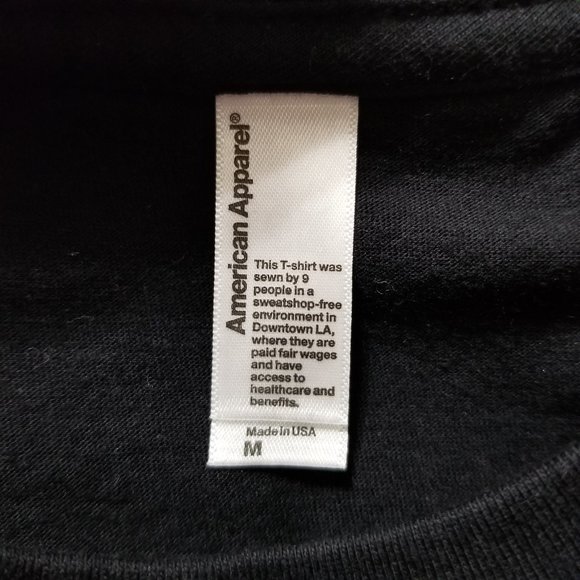 American Apparel®
This T-shirt was
sewn by 9
people in a
sweatshop-free
environment in
Downtown LA,
where they are
paid fair wages
and have
access to
healthcare and
benefits.
Made in USA
M